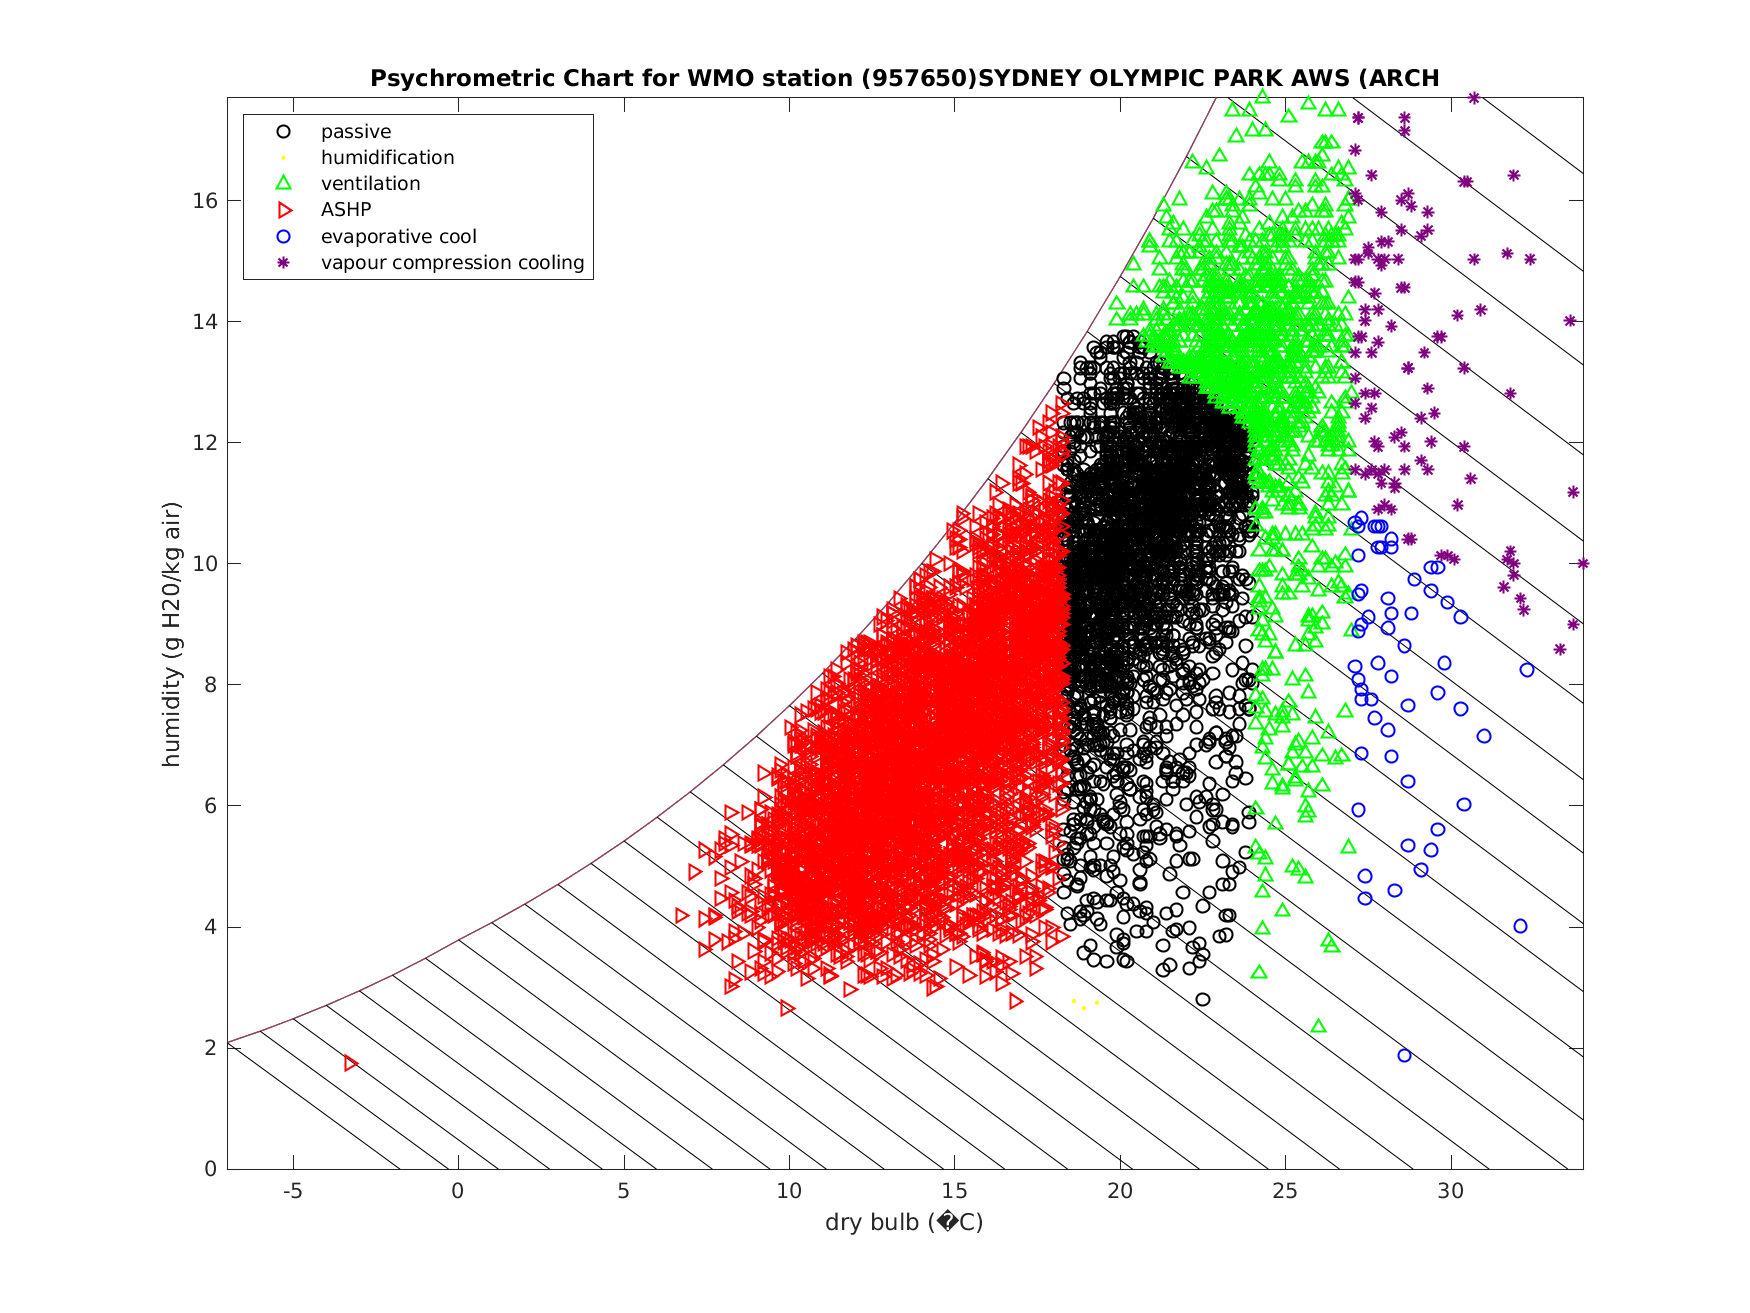 Psychrometric Chart for WMO station (957650)SYDNEY OLYMPIC PARK AWS (ARCH
passive
humidification
ventilation
ASHP
evaporative cool
vapour compression cooling
16
14
12
10
8
6
4
2
0
humidity (g H20/kg air)
-5 0 5 10 15 20 25 30
dry bulb (�C)